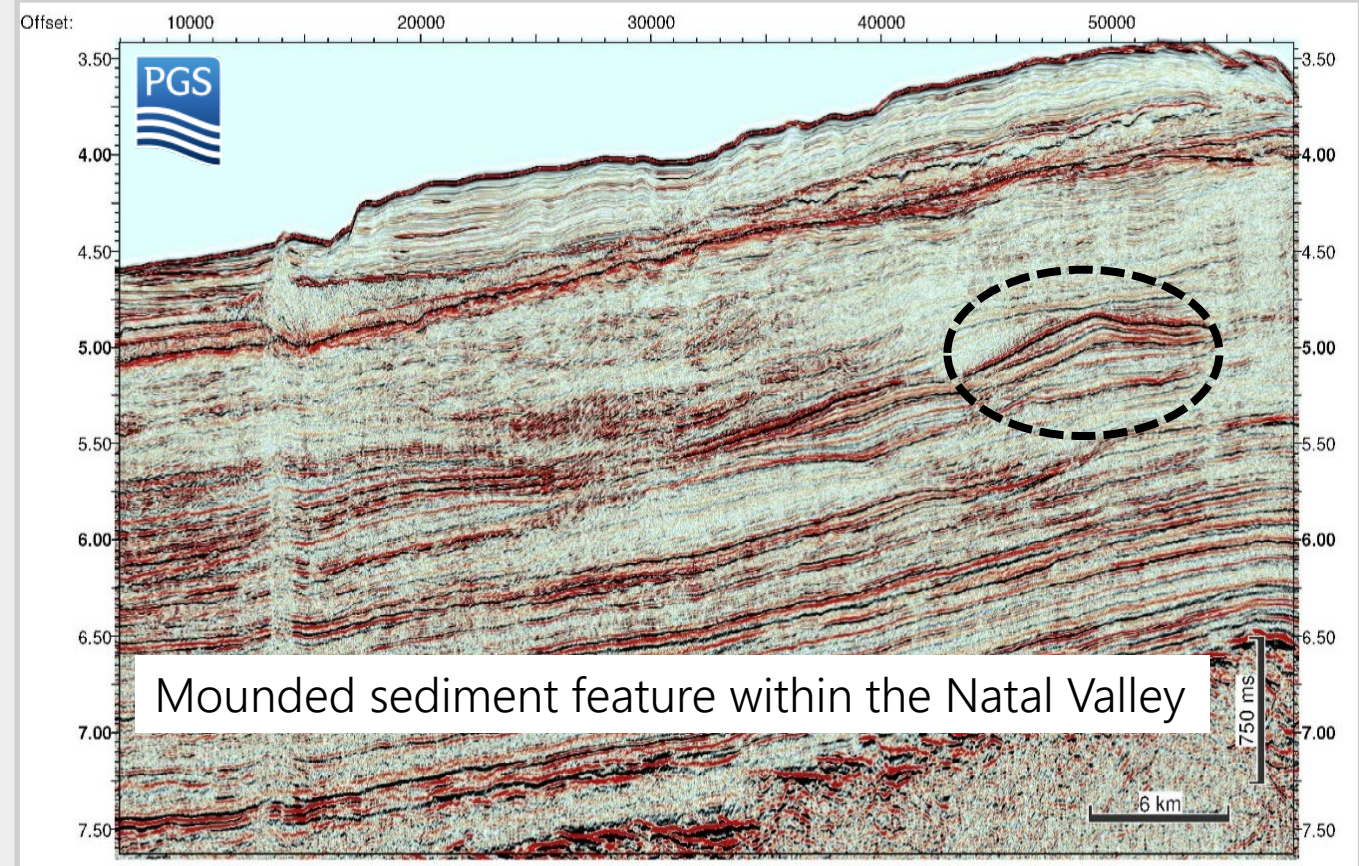 Offset: 10000 20000 30000 40000 50000
3.50 3.50
PGS
4.00 4.00
4.50 4.50
5.00 5.00
5.50 5.50
6.00 6.00
6.50 6.50
Mounded sediment feature within the Natal Valley
750 ms
7.00 7.00
6 km
7.50 7.50